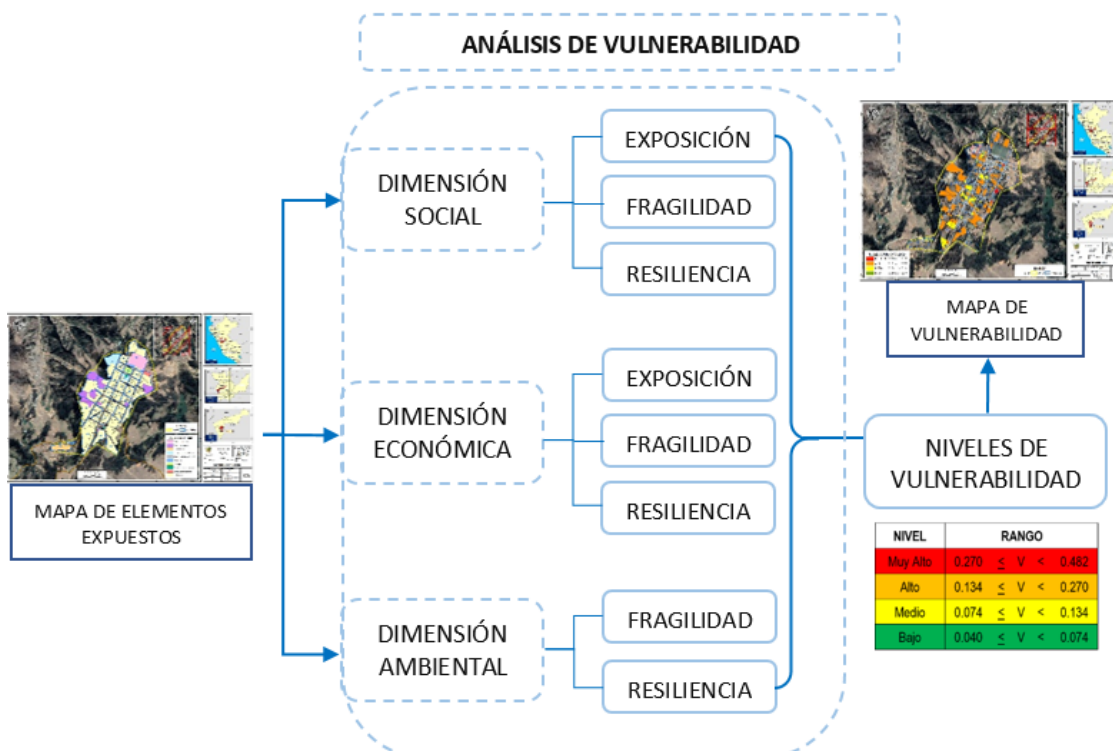 ANÁLISIS DE VULNERABILIDAD
DIMENSIÓN
SOCIAL
EXPOSICIÓN
FRAGILIDAD
RESILIENCIA
MAPA DE ELEMENTOS
EXPUESTOS
DIMENSIÓN
ECONÓMICA
EXPOSICIÓN
FRAGILIDAD
RESILIENCIA
DIMENSIÓN
AMBIENTAL
FRAGILIDAD
RESILIENCIA
MAPA DE
VULNERABILIDAD
NIVELES DE
VULNERABILIDAD
NIVEL RANGO
Muy Alto 0.270 ≤ V < 0.482
Alto 0.134 ≤ V < 0.270
Medio 0.074 ≤ V < 0.134
Bajo 0.040 ≤ V < 0.074